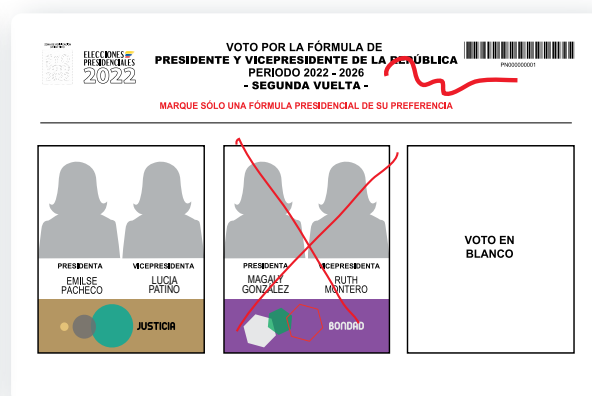 ELECCIONES
PRESIDENCIALES
2022
VOTO POR LA FÓRMULA DE
PRESIDENTE Y VICEPRESIDENTE DE LA REPÚBLICA
PERIODO 2022 - 2026
- SEGUNDA VUELTA -
MARQUE SÓLO UNA FÓRMULA PRESIDENCIAL DE SU PREFERENCIA
PN000000001
PRESIDENTA
EMILSE
PACHECO
VICEPRESIDENTA
LUCIA
PATIÑO
JUSTICIA
PRESIDENTA
MAGALY
GONZÁLEZ
VICEPRESIDENTA
RUTH
MONTERO
BONDAD
VOTO EN
BLANCO